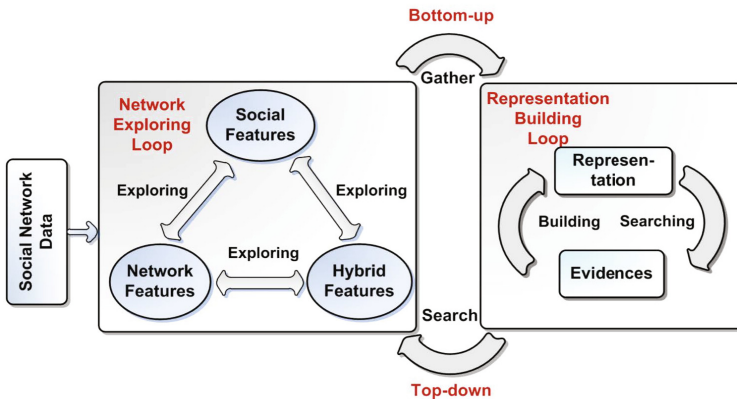 Bottom-up
Gather
Network
Exploring
Loop
Social
Features
Exploring
Exploring
Exploring
Network
Features
Hybrid
Features
Social Network
Data
Representation
Building
Loop
Represen-
tation
Building
Searching
Evidences
Search
Top-down